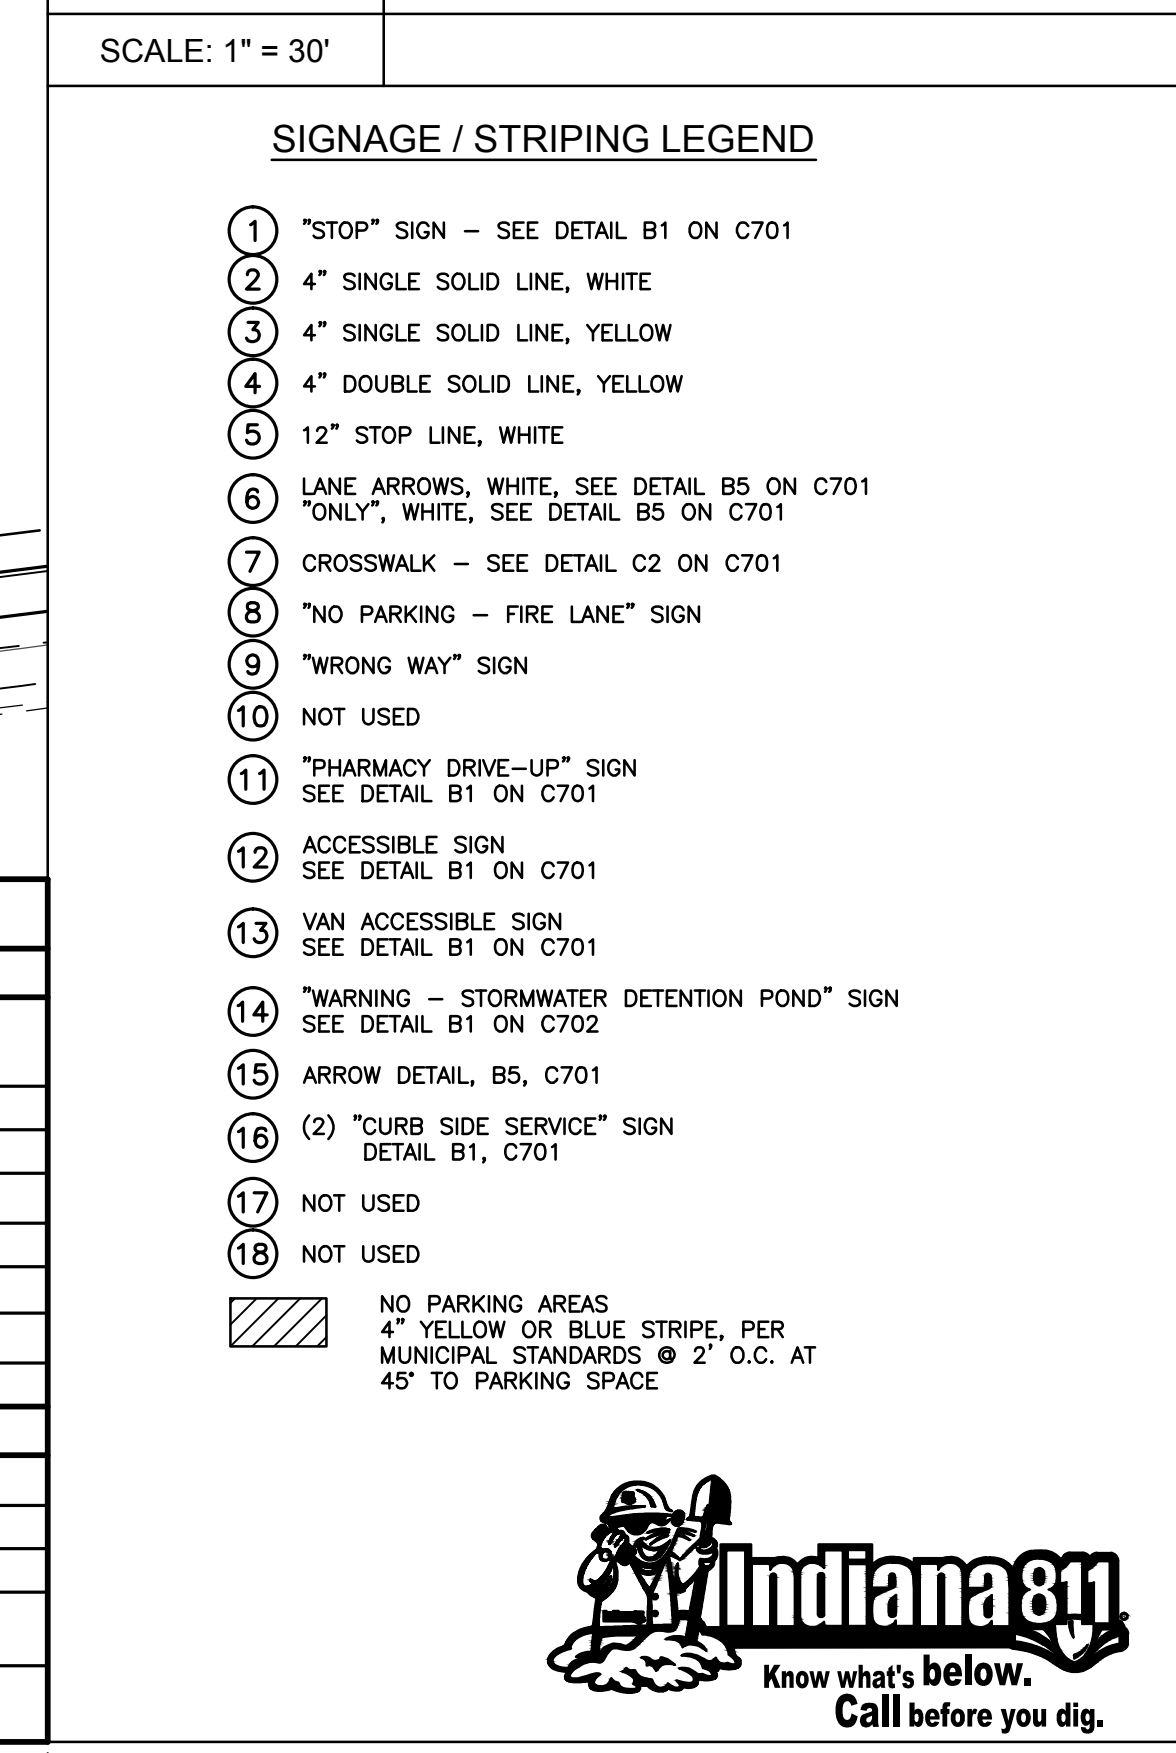 SCALE: 1" = 30'
SIGNAGE / STRIPING LEGEND
1 "STOP" SIGN – SEE DETAIL B1 ON C701
2 4" SINGLE SOLID LINE, WHITE
3 4" SINGLE SOLID LINE, YELLOW
4 4" DOUBLE SOLID LINE, YELLOW
5 12" STOP LINE, WHITE
6 LANE ARROWS, WHITE, SEE DETAIL B5 ON C701
"ONLY", WHITE, SEE DETAIL B5 ON C701
7 CROSSWALK – SEE DETAIL C2 ON C701
8 "NO PARKING – FIRE LANE" SIGN
9 "WRONG WAY" SIGN
10 NOT USED
11 "PHARMACY DRIVE–UP" SIGN
SEE DETAIL B1 ON C701
12 ACCESSIBLE SIGN
SEE DETAIL B1 ON C701
13 VAN ACCESSIBLE SIGN
SEE DETAIL B1 ON C701
14 "WARNING – STORMWATER DETENTION POND" SIGN
SEE DETAIL B1 ON C702
15 ARROW DETAIL, B5, C701
16 (2) "CURB SIDE SERVICE" SIGN
DETAIL B1, C701
17 NOT USED
18 NOT USED
NO PARKING AREAS
4" YELLOW OR BLUE STRIPE, PER
MUNICIPAL STANDARDS @ 2' O.C. AT
45° TO PARKING SPACE
Indiana811
Know what's below.
Call before you dig.